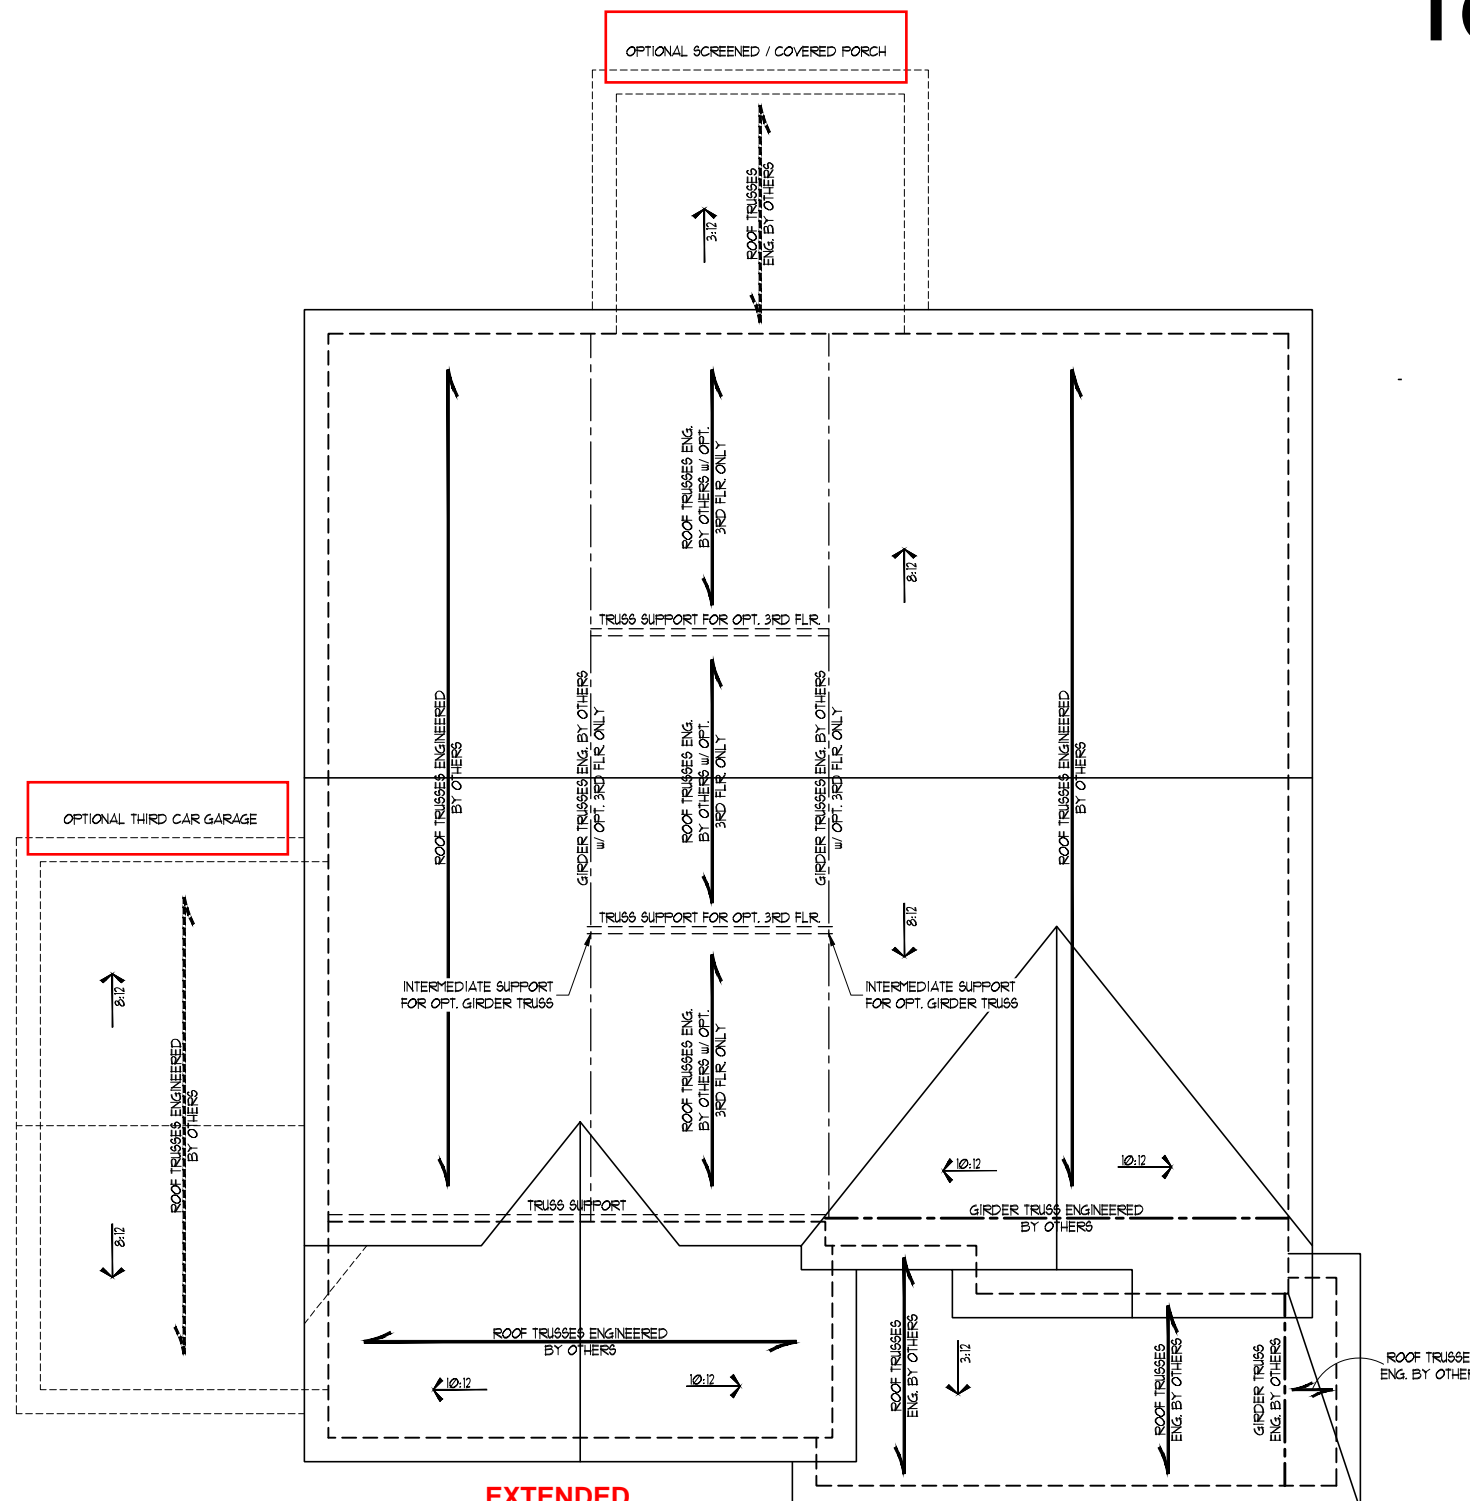 OPTIONAL SCREENED / COVERED PORCH
ROOF TRUSSES
ENG. BY OTHERS
3:12
ROOF TRUSSES ENG.
BY OTHERS w/ OPT.
3RD FLR. ONLY
8:12
TRUSS SUPPORT FOR OPT. 3RD FLR.
ROOF TRUSSES ENGINEERED
BY OTHERS
GIRDER TRUSSES ENG. BY OTHERS
w/ OPT. 3RD FLR. ONLY
ROOF TRUSSES ENG.
BY OTHERS w/ OPT.
3RD FLR. ONLY
GIRDER TRUSSES ENG. BY OTHERS
w/ OPT. 3RD FLR. ONLY
ROOF TRUSSES ENGINEERED
BY OTHERS
OPTIONAL THIRD CAR GARAGE
TRUSS SUPPORT FOR OPT. 3RD FLR.
8:12
INTERMEDIATE SUPPORT
FOR OPT. GIRDER TRUSS
INTERMEDIATE SUPPORT
FOR OPT. GIRDER TRUSS
8:12
ROOF TRUSSES ENGINEERED
BY OTHERS
8:12
ROOF TRUSSES ENG.
BY OTHERS w/ OPT.
3RD FLR. ONLY
10:12
10:12
TRUSS SUPPORT
GIRDER TRUSS ENGINEERED
BY OTHERS
ROOF TRUSSES ENGINEERED
BY OTHERS
10:12
10:12
ROOF TRUSSES
ENG. BY OTHERS
3:12
ROOF TRUSSES
ENG. BY OTHERS
GIRDER TRUSS
ENG. BY OTHERS
ROOF TRUSSE
ENG. BY OTHE
EXTENDED